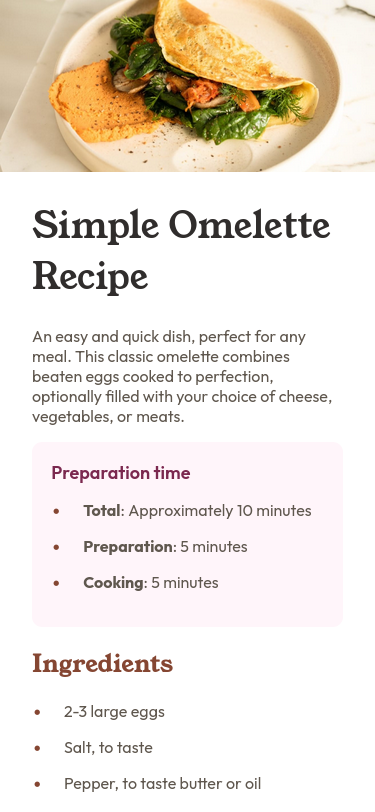 Simple Omelette
Recipe
An easy and quick dish, perfect for any
meal. This classic omelette combines
beaten eggs cooked to perfection,
optionally filled with your choice of cheese,
vegetables, or meats.
Preparation time
• Total: Approximately 10 minutes
• Preparation: 5 minutes
• Cooking: 5 minutes
Ingredients
• 2-3 large eggs
• Salt, to taste
• Pepper, to taste butter or oil